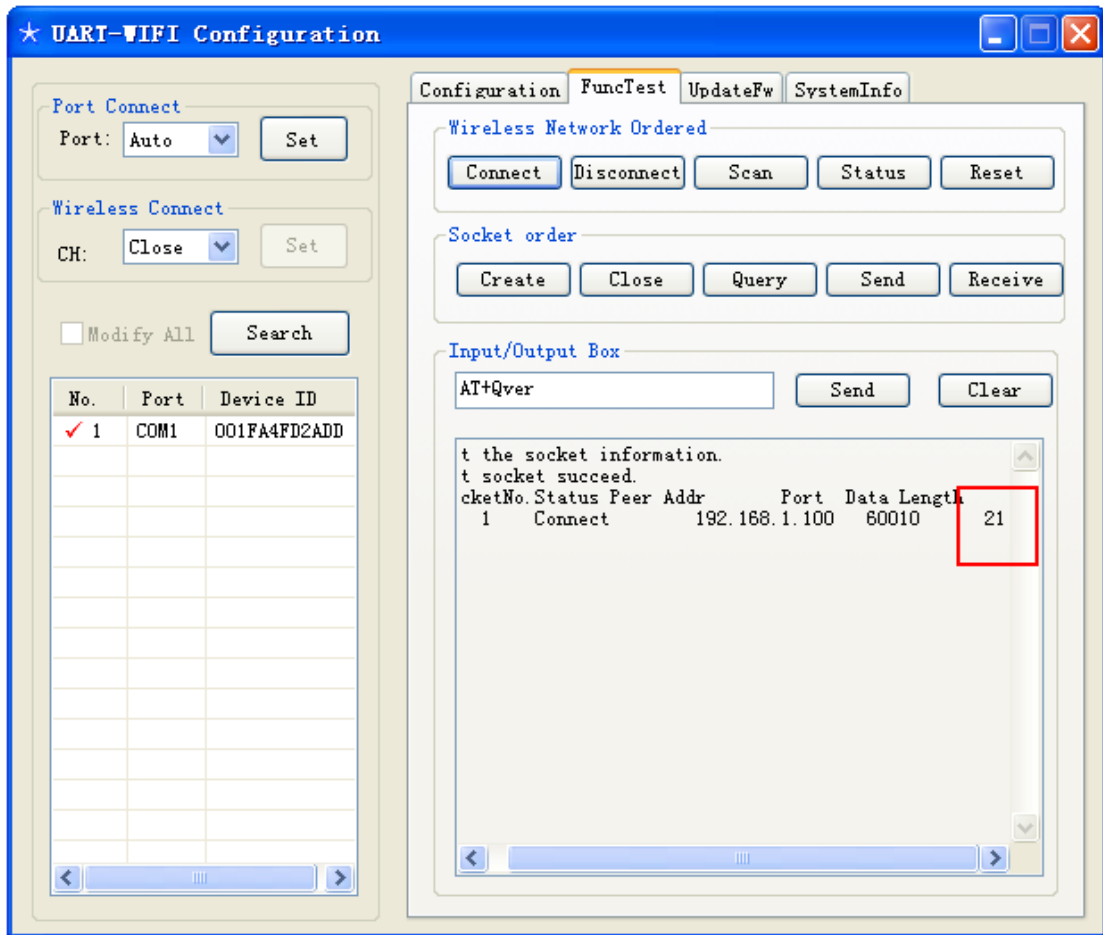 UART-WIFI Configuration
Port Connect
Port: Auto Set
Wireless Connect
CH: Close Set
Modify All Search
No. Port Device ID
1 COM1 001FA4FD2ADD
Configuration FuncTest UpdateFw SystemInfo
Wireless Network Ordered
Connect Disconnect Scan Status Reset
Socket order
Create Close Query Send Receive
Input/Output Box
AT+Qver Send Clear
t the socket information.
t socket succeed.
cketNo. Status Peer Addr Port Data Length
1 Connect 192.168.1.100 60010 21